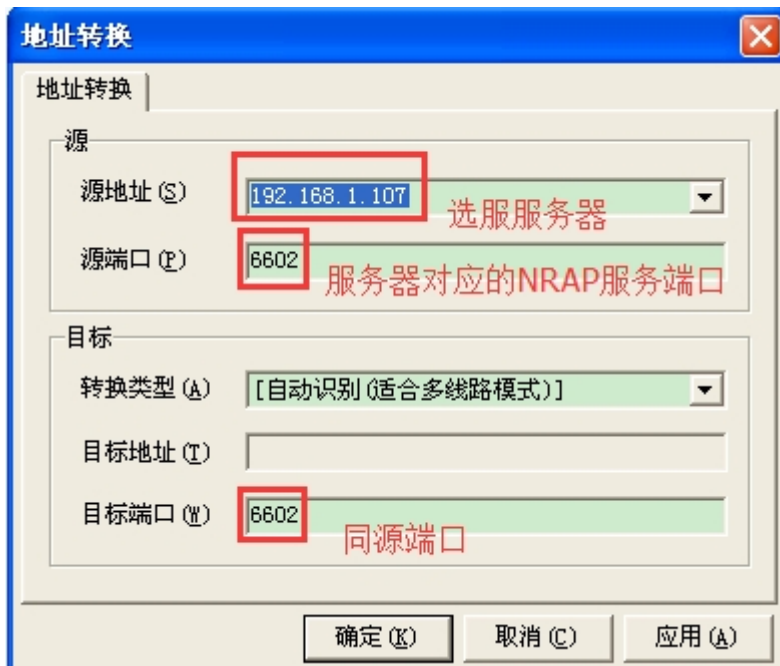 地址转换
地址转换
源
源地址(S)
192.168.1.107
选服服务器
源端口(P)
6602
服务器对应的NRAP服务端口
目标
转换类型(A)
[自动识别(适合多线路模式)]
目标地址(T)
目标端口(W)
6602
同源端口
确定(K)
取消(C)
应用(A)